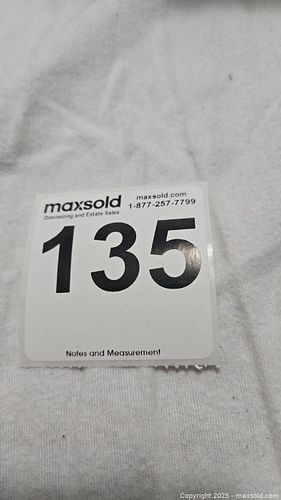 maxsold maxsold.com
Downsizing and Estate Sales 1-877-257-7799
135
Notes and Measurement
Copyright 2025 - maxsold.com